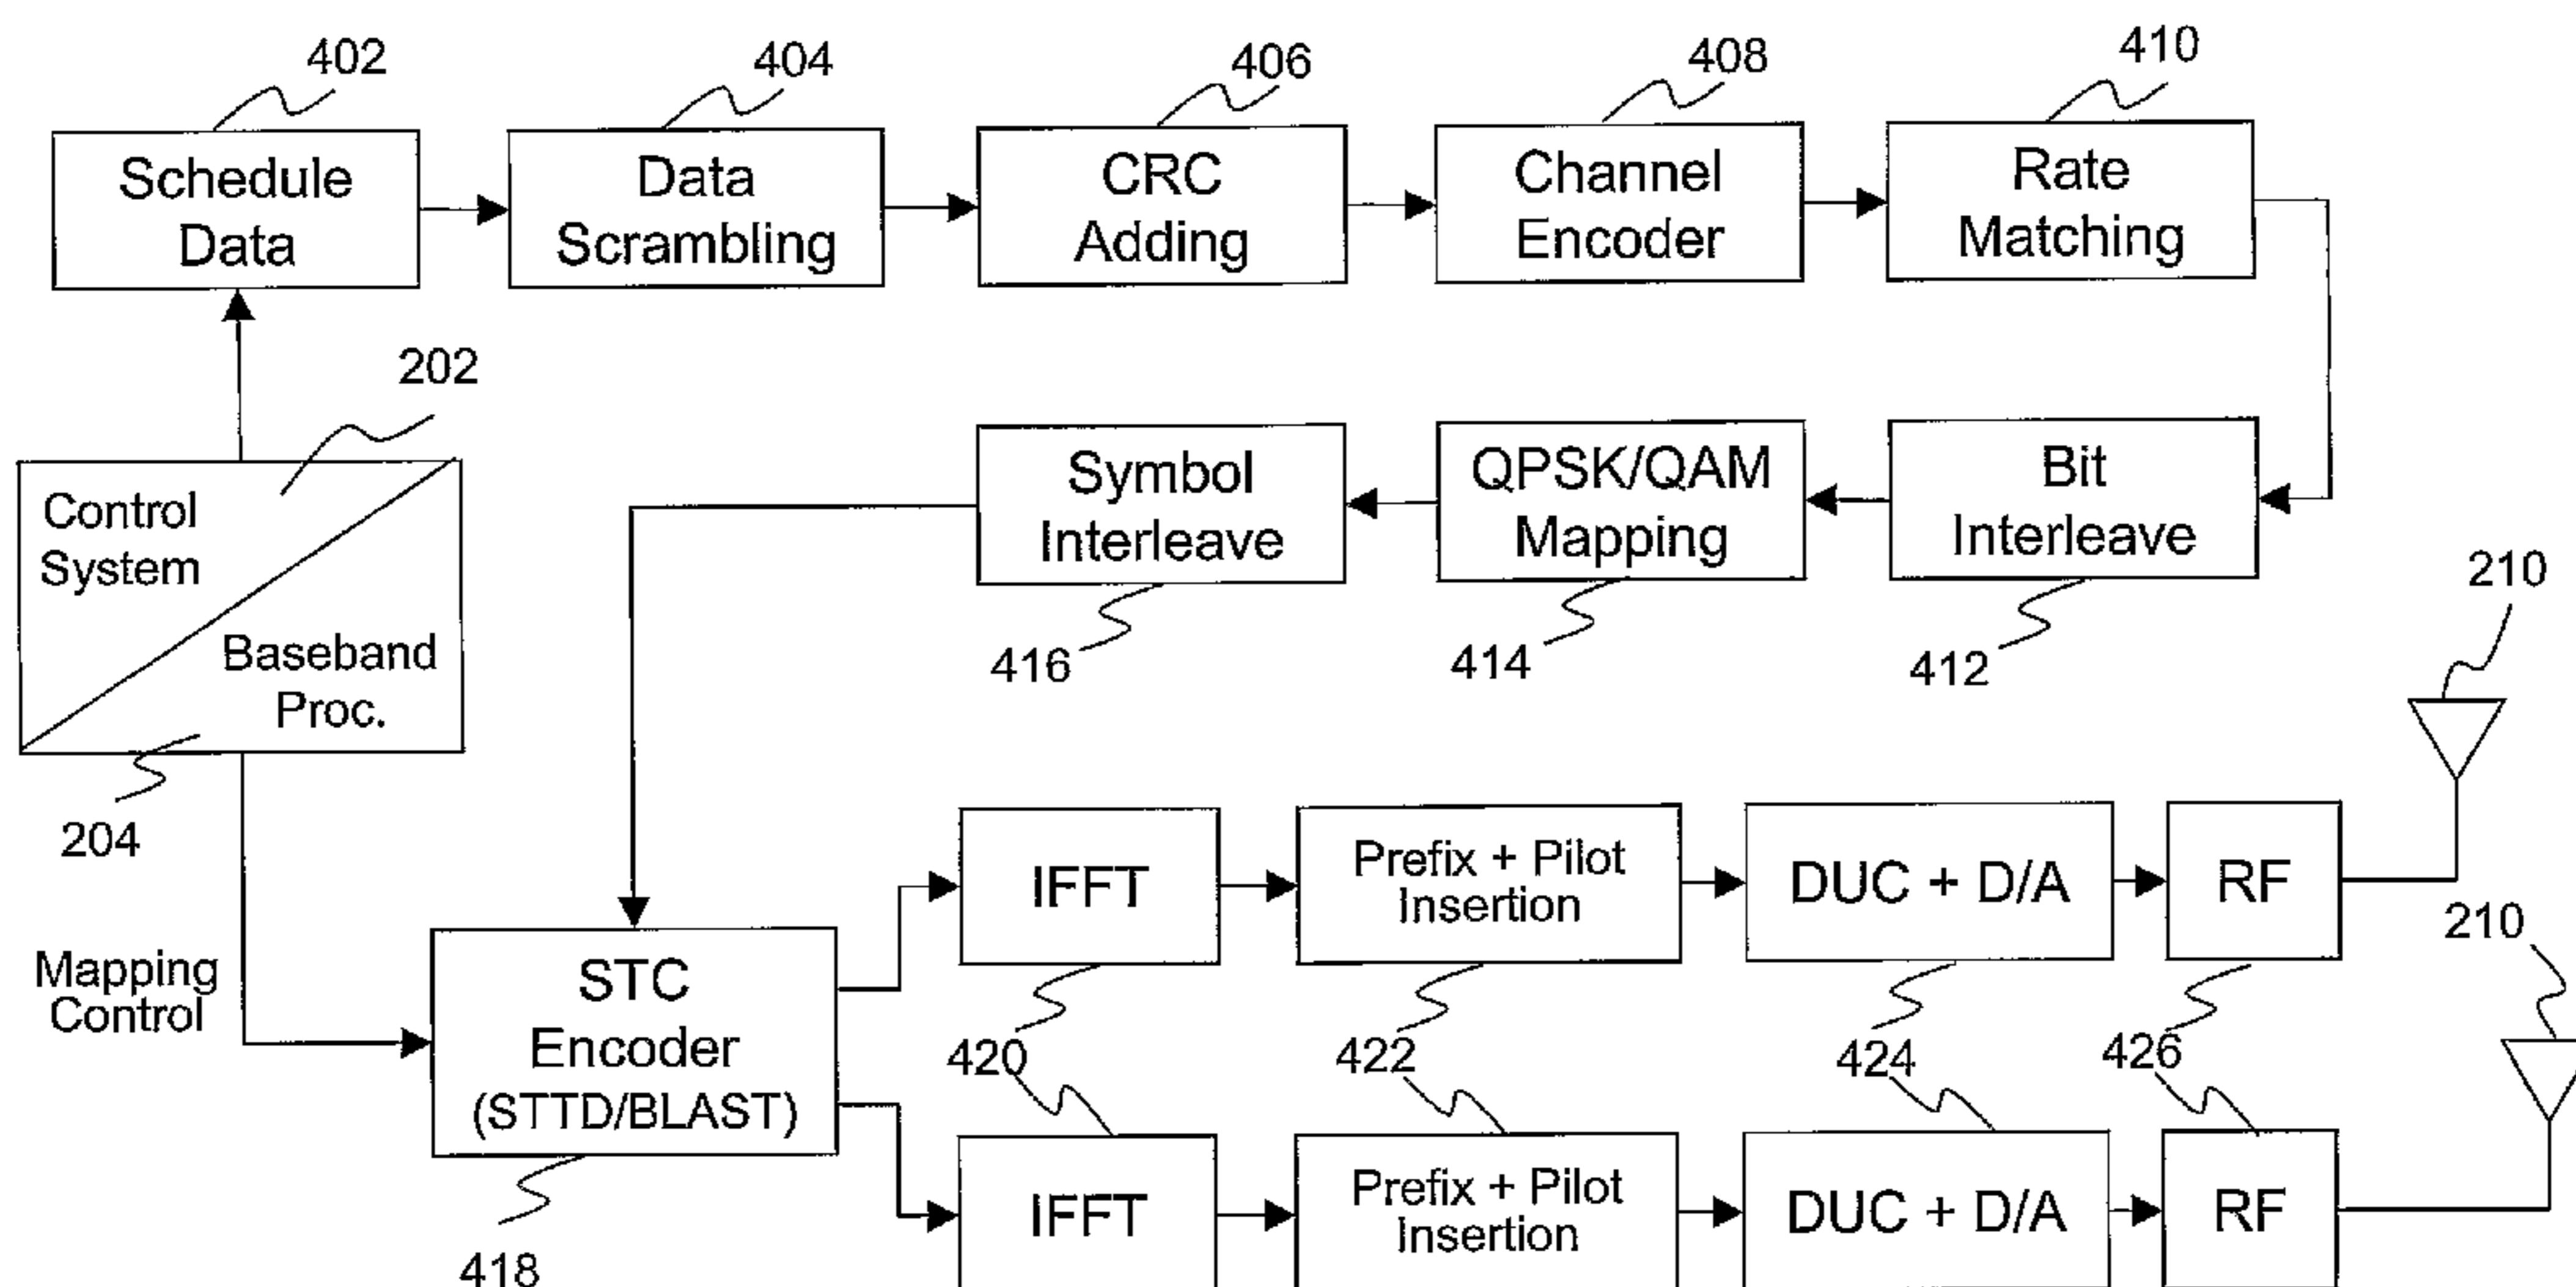 402
404
406
408
410
Schedule
Data
Data
Scrambling
CRC
Adding
Channel
Encoder
Rate
Matching
202
Control
System
Baseband
Proc.
204
Symbol
Interleave
QPSK/QAM
Mapping
Bit
Interleave
416
414
412
210
Mapping
Control
STC
Encoder
(STTD/BLAST)
418
IFFT
Prefix + Pilot
Insertion
DUC + D/A
RF
210
420
422
424
426
IFFT
Prefix + Pilot
Insertion
DUC + D/A
RF